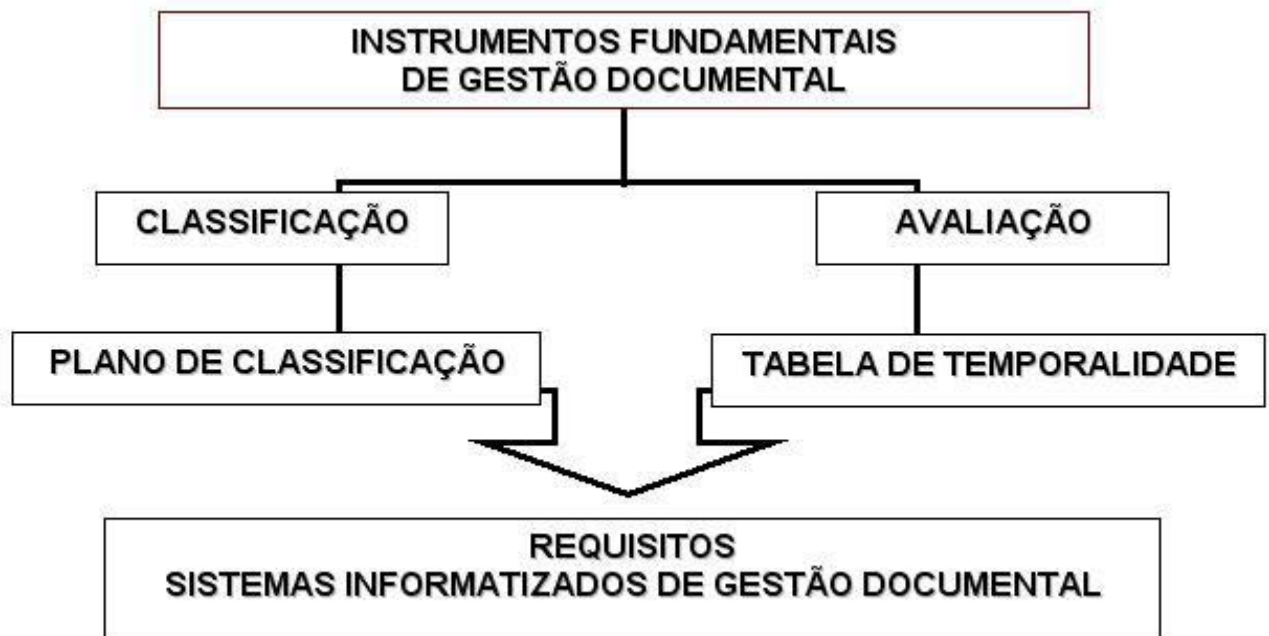 INSTRUMENTOS FUNDAMENTAIS
DE GESTÃO DOCUMENTAL
CLASSIFICAÇÃO
AVALIAÇÃO
PLANO DE CLASSIFICAÇÃO
TABELA DE TEMPORALIDADE
REQUISITOS
SISTEMAS INFORMATIZADOS DE GESTÃO DOCUMENTAL